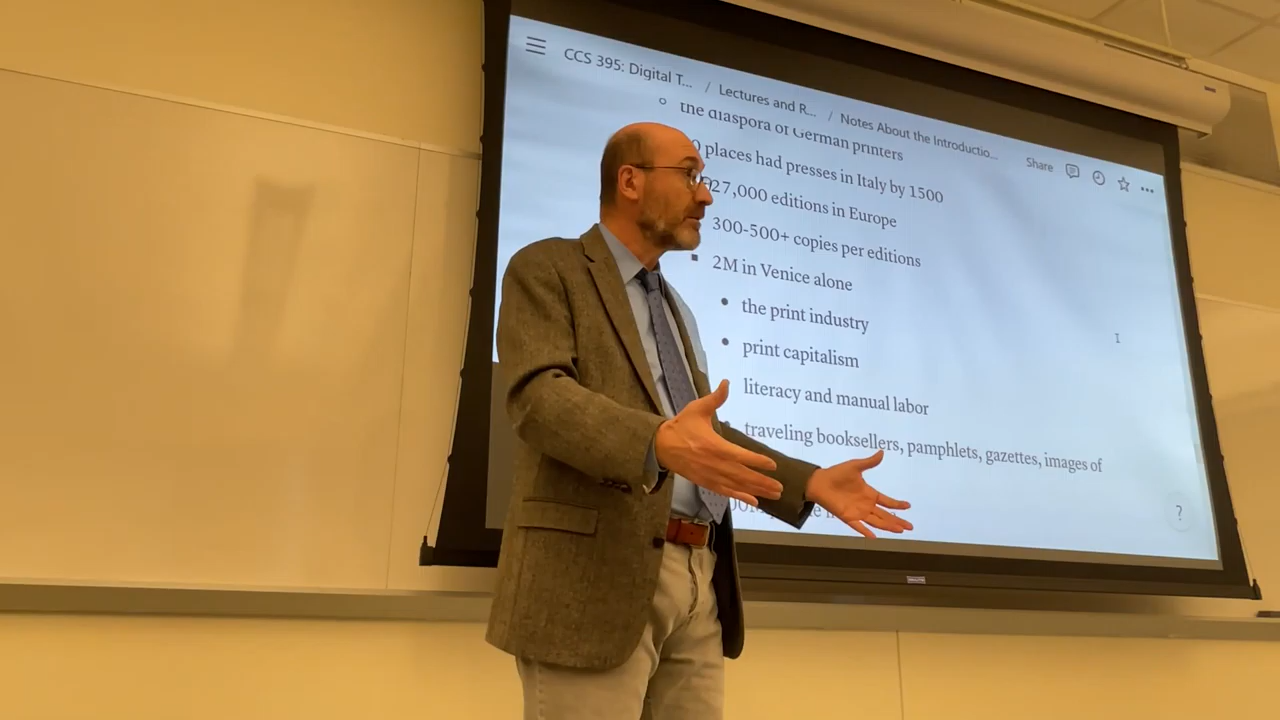 CCS 395: Digital T... / Lectures and R... / Notes About the Introductio...
Share
the diaspora of German printers
places had presses in Italy by 1500
27,000 editions in Europe
300-500+ copies per editions
2M in Venice alone
the print industry
print capitalism
literacy and manual labor
traveling booksellers, pamphlets, gazettes, images of
?